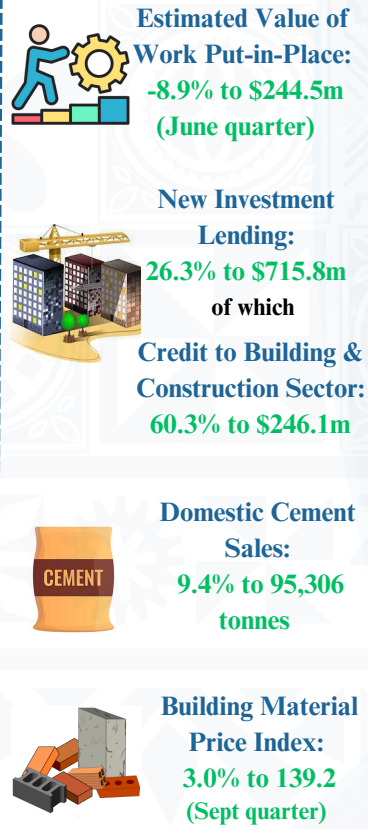 Estimated Value of
Work Put-in-Place:
-8.9% to $244.5m
(June quarter)
New Investment
Lending:
26.3% to $715.8m
of which
Credit to Building &
Construction Sector:
60.3% to $246.1m
Domestic Cement
Sales:
CEMENT
9.4% to 95,306
tonnes
Building Material
Price Index:
3.0% to 139.2
(Sept quarter)